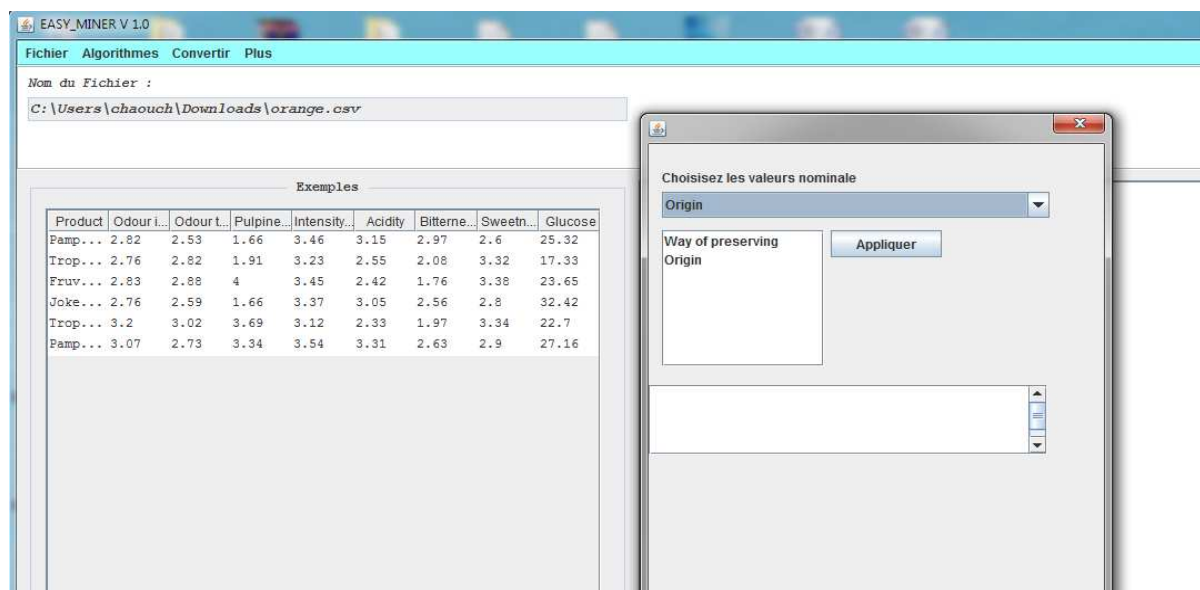 EASY_MINER V 1.0
Fichier Algorithmes Convertir Plus
Nom du Fichier :
C:\Users\chaouch\Downloads\orange.csv
Exemples
Product Odour i... Odour t... Pulpine... Intensity... Acidity Bitterne... Sweetn... Glucose
Pamp... 2.82 2.53 1.66 3.46 3.15 2.97 2.6 25.32
Trop... 2.76 2.82 1.91 3.23 2.55 2.08 3.32 17.33
Fruv... 2.83 2.88 4 3.45 2.42 1.76 3.38 23.65
Joke... 2.76 2.59 1.66 3.37 3.05 2.56 2.8 32.42
Trop... 3.2 3.02 3.69 3.12 2.33 1.97 3.34 22.7
Pamp... 3.07 2.73 3.34 3.54 3.31 2.63 2.9 27.16
Choisisez les valeurs nominale
Origin
Way of preserving
Origin
Appliquer